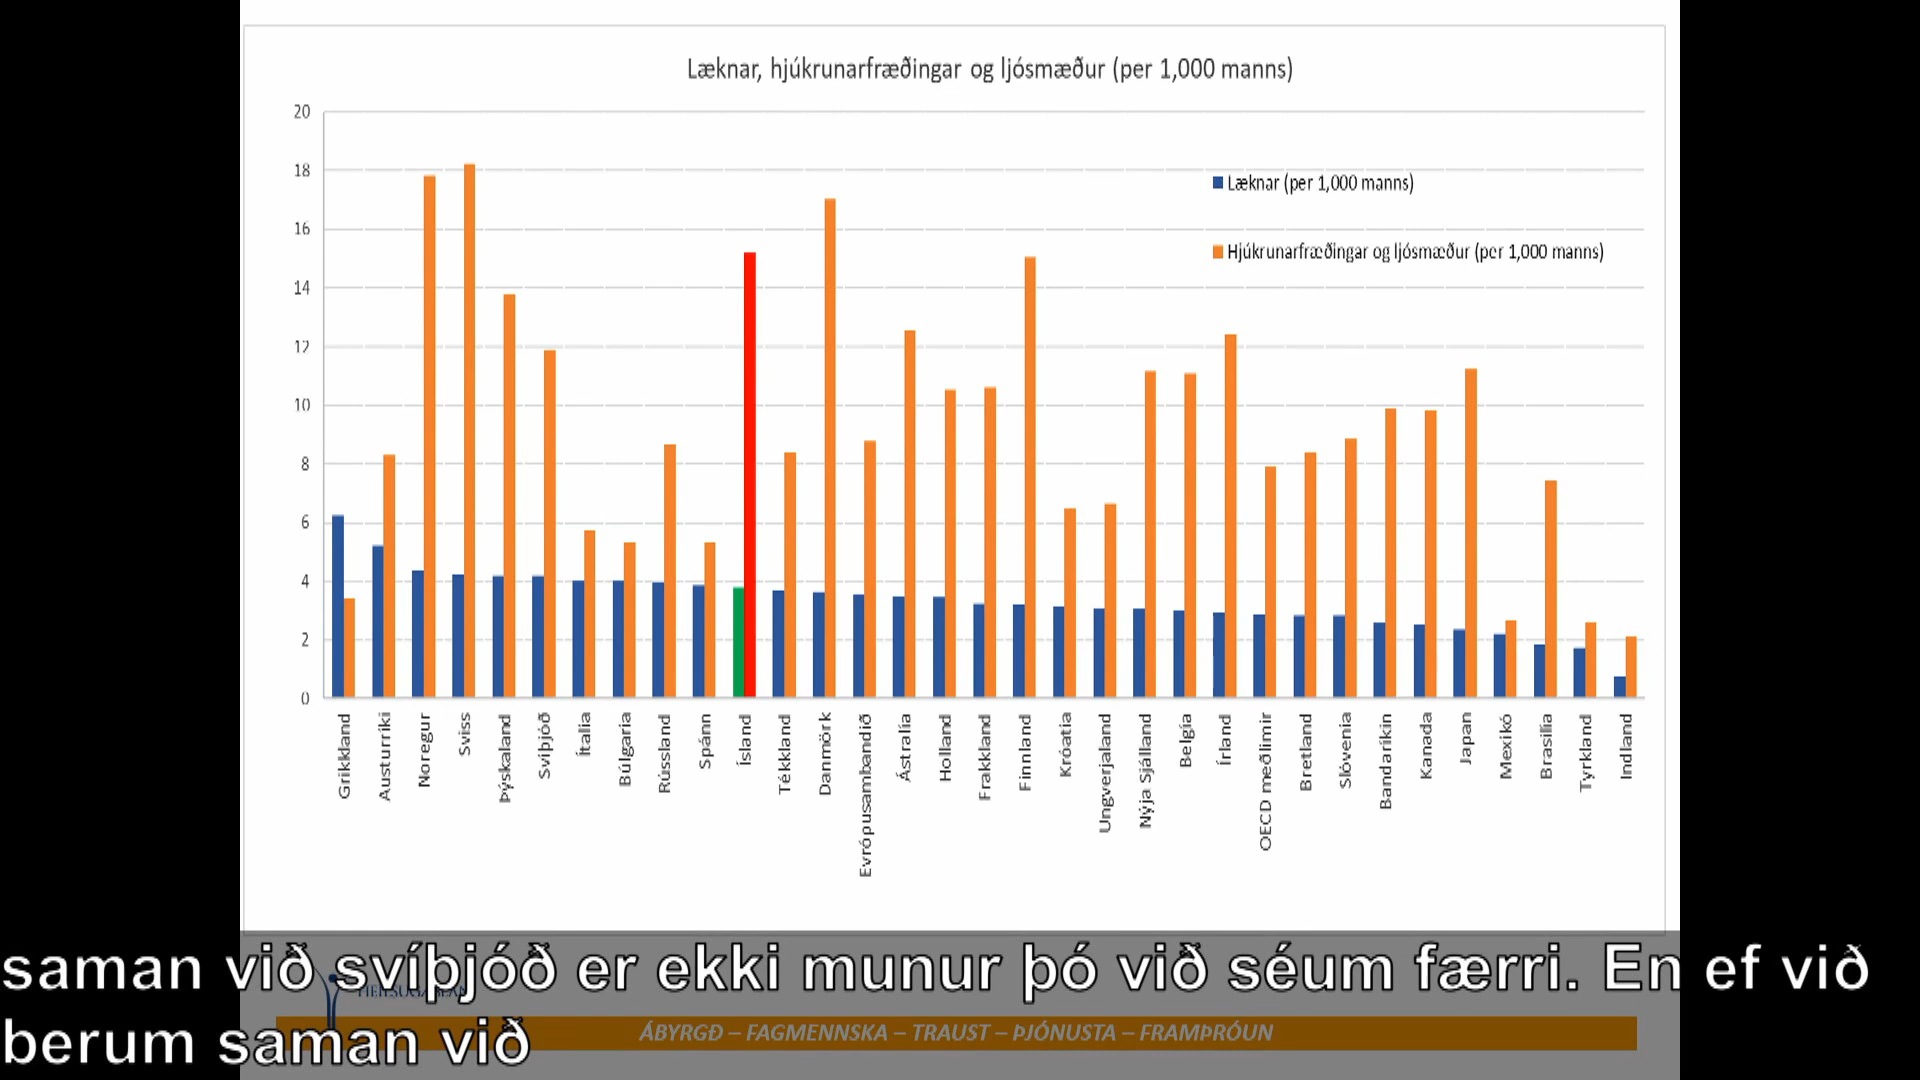 Læknar, hjúkrunarfræðingar og ljósmæður (per 1,000 manns)
20
18
16
14
12
10
8
6
4
2
0
Læknar (per 1,000 manns)
Hjúkrunarfræðingar og ljósmæður (per 1,000 manns)
Grikkland
Austurríki
Noregur
Sviss
Þýskaland
Svíþjóð
Ítalía
Búlgaria
Rússland
Spánn
Ísland
Tékkland
Danmörk
Evrópusambandið
Ástralía
Holland
Frakkland
Finnland
Króatia
Ungverjaland
Nýja Sjálland
Belgía
Írland
OECD meðlimir
Bretland
Slóvenia
Bandaríkin
Kanada
Japan
Mexikó
Brasilía
Tyrkland
Indland
saman við svíþjóð er ekki munur þó við séum færri. En ef við
berum saman við
ÁBYRGÐ – FAGMENNSKA – TRAUST – ÞJÓNUSTA – FRAMÞRÓUN